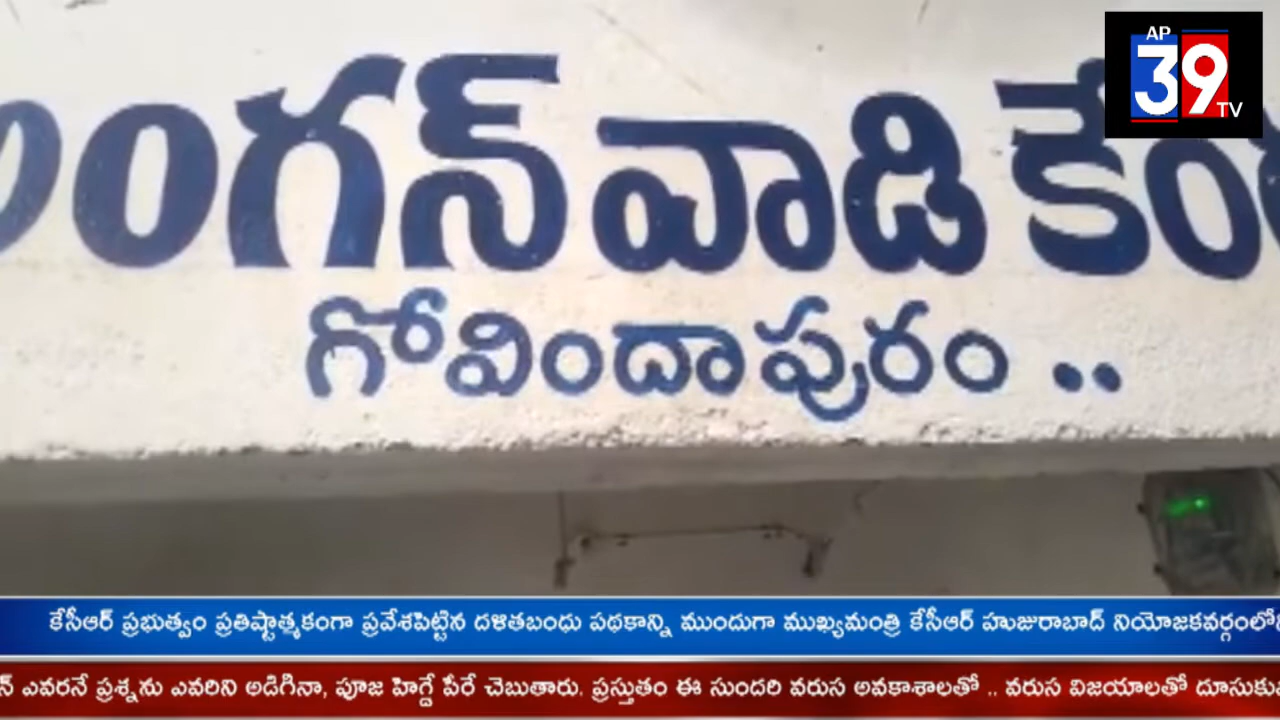 AP
39
TV
అంగన్ వాడి
గోవిందాపురం ..
కేసీఆర్ ప్రభుత్వం ప్రతిష్టాత్మకంగా ప్రవేశపెట్టిన దళితబంధు పథకాన్ని ముందుగా ముఖ్యమంత్రి కేసీఆర్ హుజురాబాద్
ఎవరనే ప్రశ్నను ఎవరిని అడిగినా, పూజ హెగ్దే పేరే చెబుతారు. ప్రస్తుతం ఈ సుందరి వరుస అవకాశాలతో .. వరుస విజయాలతో